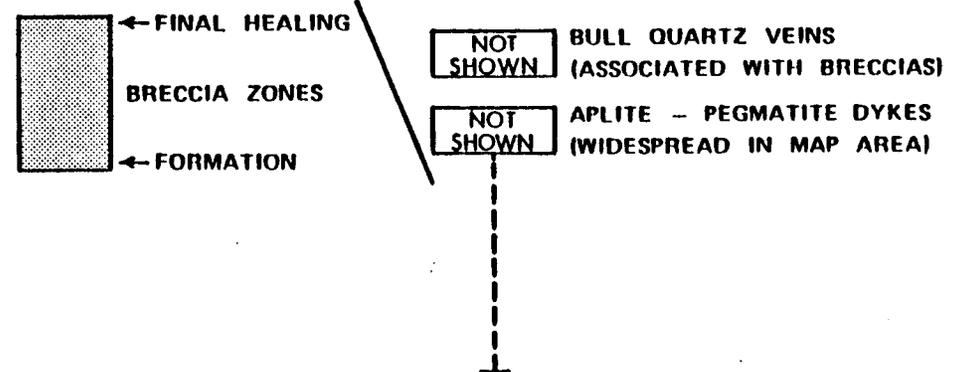 FINAL HEALING
BRECCIA ZONES
FORMATION
NOT
SHOWN
BULL QUARTZ VEINS
(ASSOCIATED WITH BRECCIAS)
NOT
SHOWN
APLITE – PEGMATITE DYKES
(WIDESPREAD IN MAP AREA)